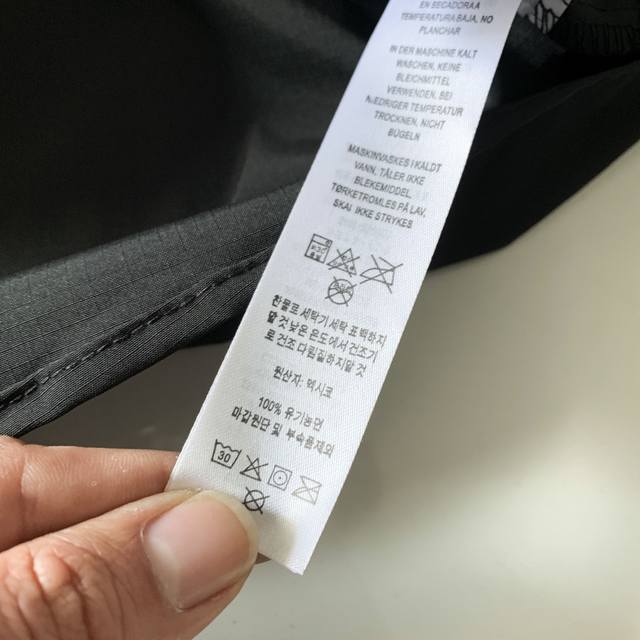 EN SECADORA A
TEMPERATURA BAJA, NO
PLANCHAR
IN DER MASCHINE KALT
WASCHEN, KEINE
BLEICHMITTEL
VERWENDEN, BEI
NIEDRIGER TEMPERATUR
TROCKNEN, NICHT
BÜGELN
MASKINVASKES I KALDT
VANN, TÅLER IKKE
BLEKEMIDDEL,
TØRKETROMLES PÅ LAV,
SKAL IKKE STRYKES
찬물로 세탁기 세탁 표백하지
말 것 낮은 온도에서 건조기
로 건조 다림질하지말 것
원산자: 멕시코
100% 유기농면
마감원단 및 부속품제외
30